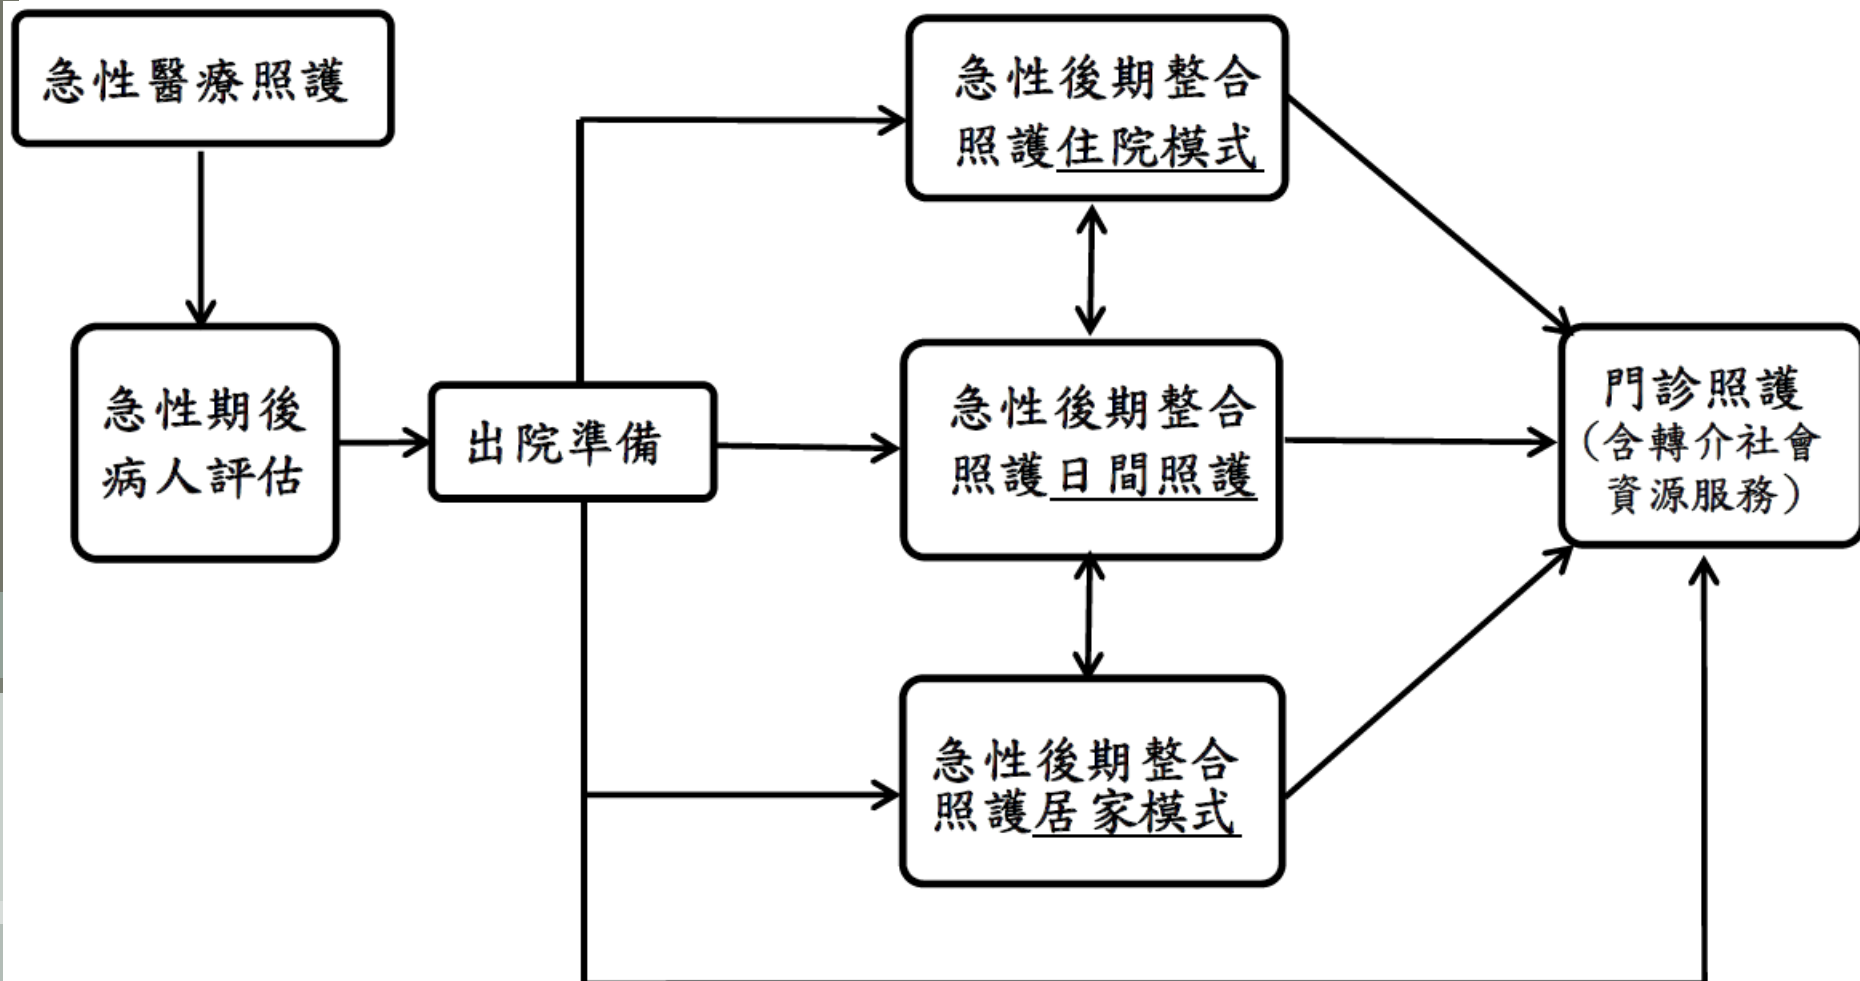 急性醫療照護
急性期後
病人評估
出院準備
急性後期整合
照護住院模式
急性後期整合
照護日間照護
急性後期整合
照護居家模式
門診照護
（含轉介社會
資源服務）